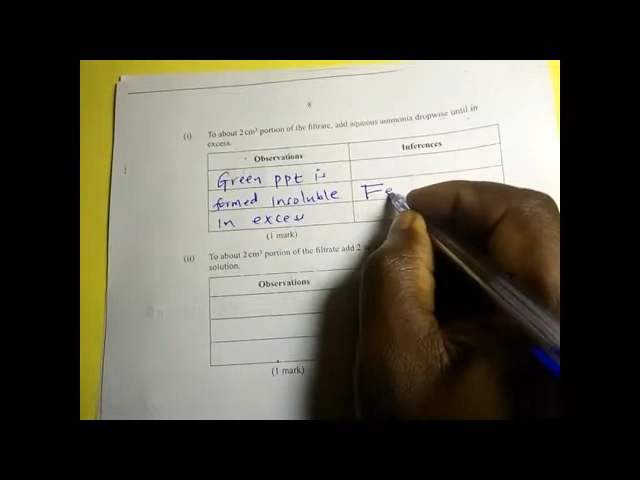 8
(i) To about 2 cm³ portion of the filtrate, add aqueous ammonia dropwise until in
excess.
Observations Inferences
Green ppt is
formed insoluble Fe
in excess
(1 mark)
(ii) To about 2 cm³ portion of the filtrate add 2
solution.
Observations
(1 mark)